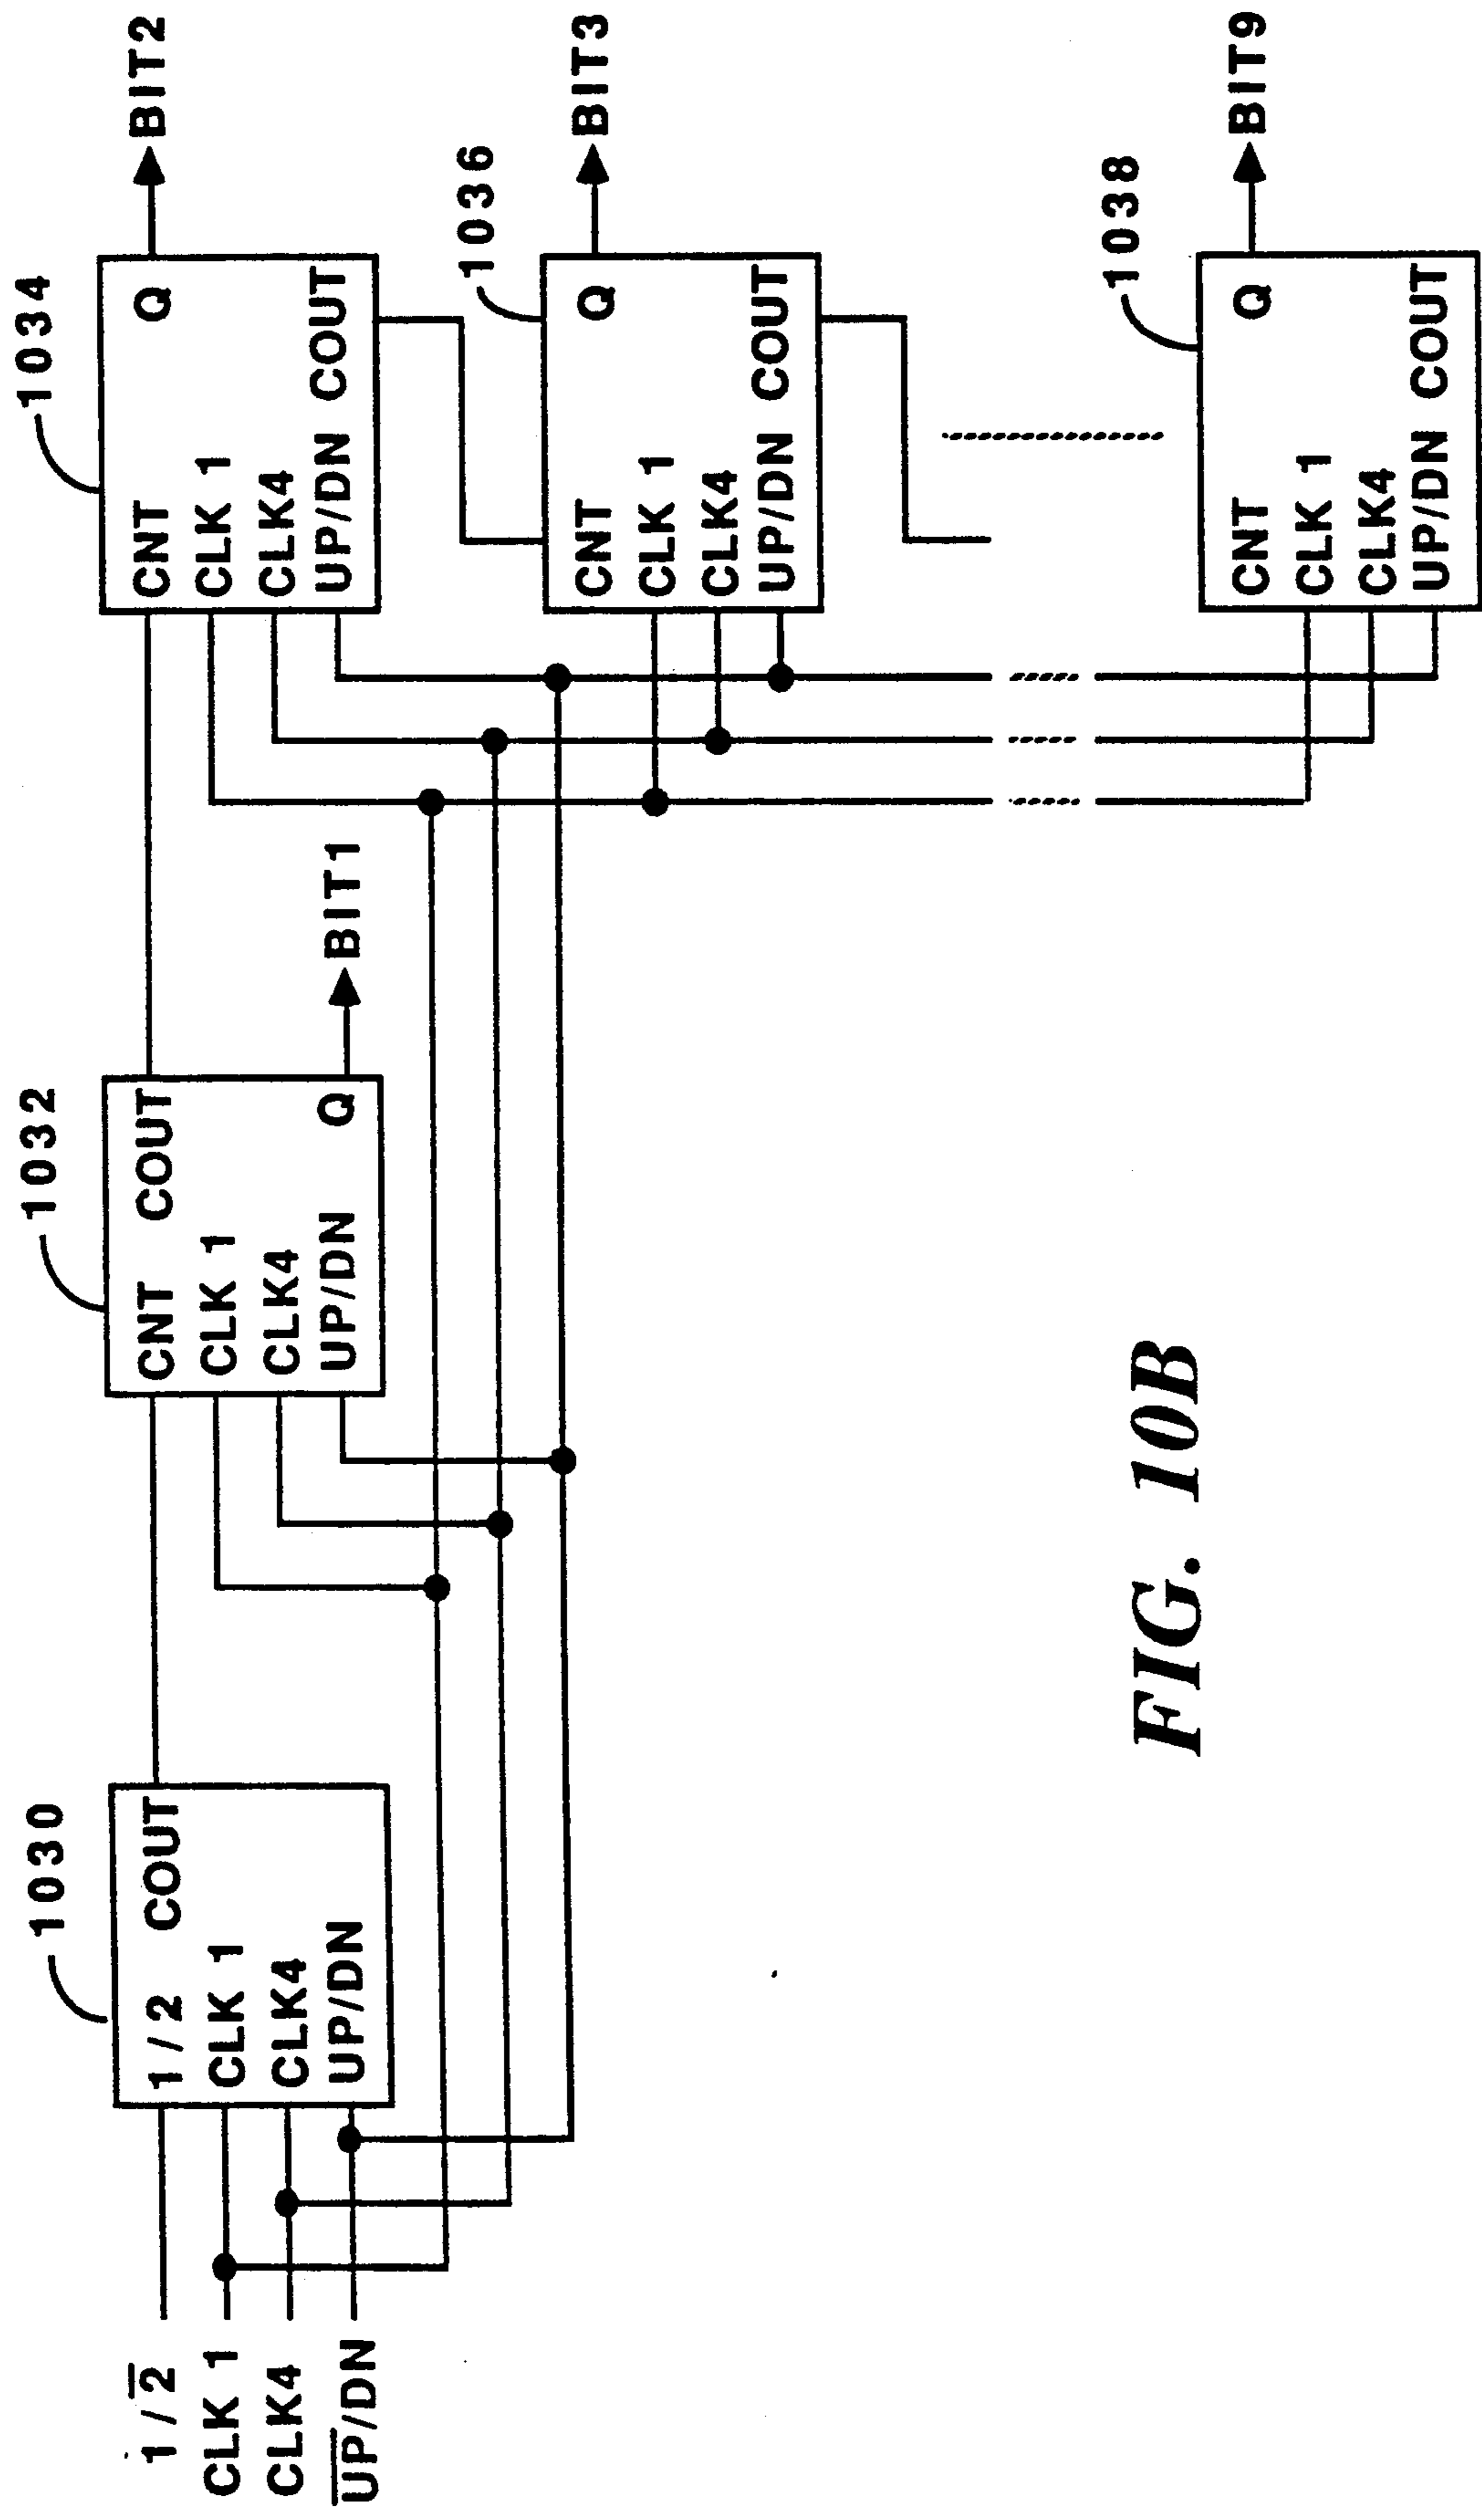 1030
1/2 COUT
CLK 1
CLK4
UP/DN
1/2̅
CLK 1
CLK4
U̅P̅/DN
1032
CNT COUT
CLK 1
CLK4
UP/DN Q
BIT1
1034
CNT Q
CLK 1
CLK4
UP/DN COUT
BIT2
1036
CNT Q
CLK 1
CLK4
UP/DN COUT
BIT3
1038
CNT Q
CLK 1
CLK4
UP/DN COUT
BIT9
FIG. 10B